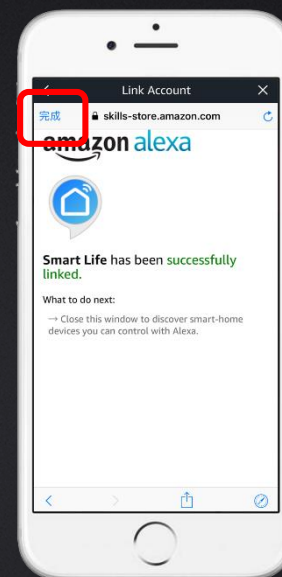 Link Account
完成 skills-store.amazon.com
amazon alexa
Smart Life has been successfully
linked.
What to do next:
→ Close this window to discover smart-home
devices you can control with Alexa.